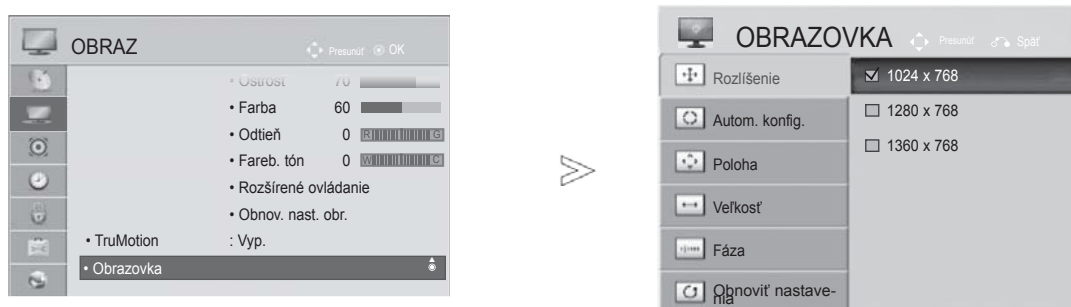 OBRAZ
Presunúť OK
• Ostrosť 70
• Farba 60
• Odtieň 0 R G
• Fareb. tón 0 W C
• Rozšírené ovládanie
• Obnov. nast. obr.
• TruMotion : Vyp.
• Obrazovka
OBRAZOVKA Presunúť Späť
Rozlíšenie
Autom. konfig.
Poloha
Veľkosť
Fáza
Obnoviť nastave-
nia
1024 x 768
1280 x 768
1360 x 768